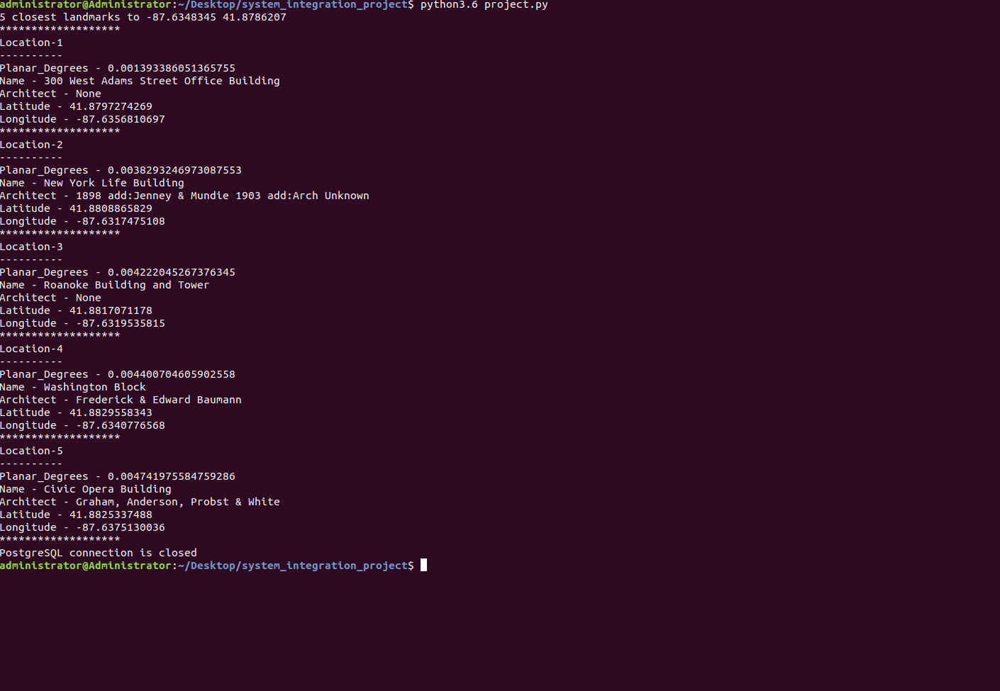 administrator@Administrator:~/Desktop/system_integration_project$ python3.6 project.py
5 closest landmarks to -87.6348345 41.8786207
*******************
Location-1
----------
Planar_Degrees - 0.001393386051365755
Name - 300 West Adams Street Office Building
Architect - None
Latitude - 41.8797274269
Longitude - -87.6356810697
*******************
Location-2
----------
Planar_Degrees - 0.0038293246973087553
Name - New York Life Building
Architect - 1898 add:Jenney & Mundie 1903 add:Arch Unknown
Latitude - 41.8808865829
Longitude - -87.6317475108
*******************
Location-3
----------
Planar_Degrees - 0.004222045267376345
Name - Roanoke Building and Tower
Architect - None
Latitude - 41.8817071178
Longitude - -87.6319535815
*******************
Location-4
----------
Planar_Degrees - 0.004400704605902558
Name - Washington Block
Architect - Frederick & Edward Baumann
Latitude - 41.8829558343
Longitude - -87.6340776568
*******************
Location-5
----------
Planar_Degrees - 0.004741975584759286
Name - Civic Opera Building
Architect - Graham, Anderson, Probst & White
Latitude - 41.8825337488
Longitude - -87.6375130036
*******************
PostgreSQL connection is closed
administrator@Administrator:~/Desktop/system_integration_project$